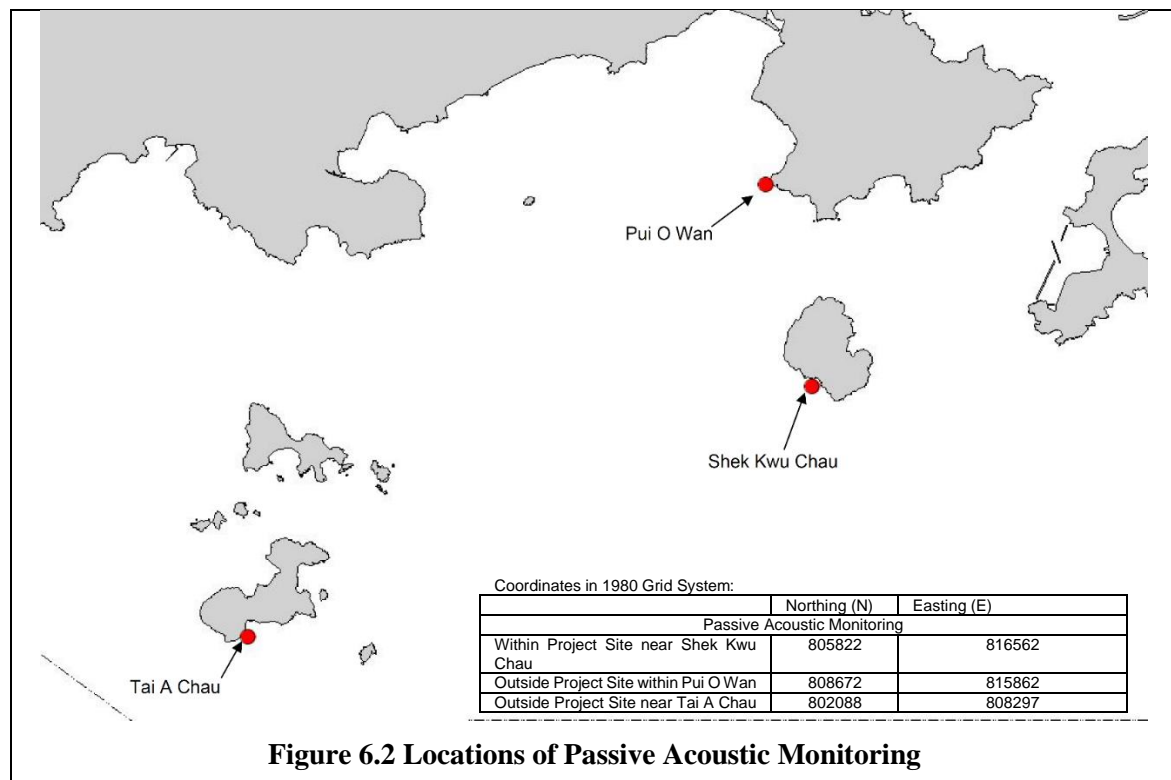 Pui O Wan
Shek Kwu Chau
Tai A Chau
Coordinates in 1980 Grid System:
Northing (N) Easting (E)
Passive Acoustic Monitoring
Within Project Site near Shek Kwu
Chau
805822 816562
Outside Project Site within Pui O Wan 808672 815862
Outside Project Site near Tai A Chau 802088 808297
Figure 6.2 Locations of Passive Acoustic Monitoring